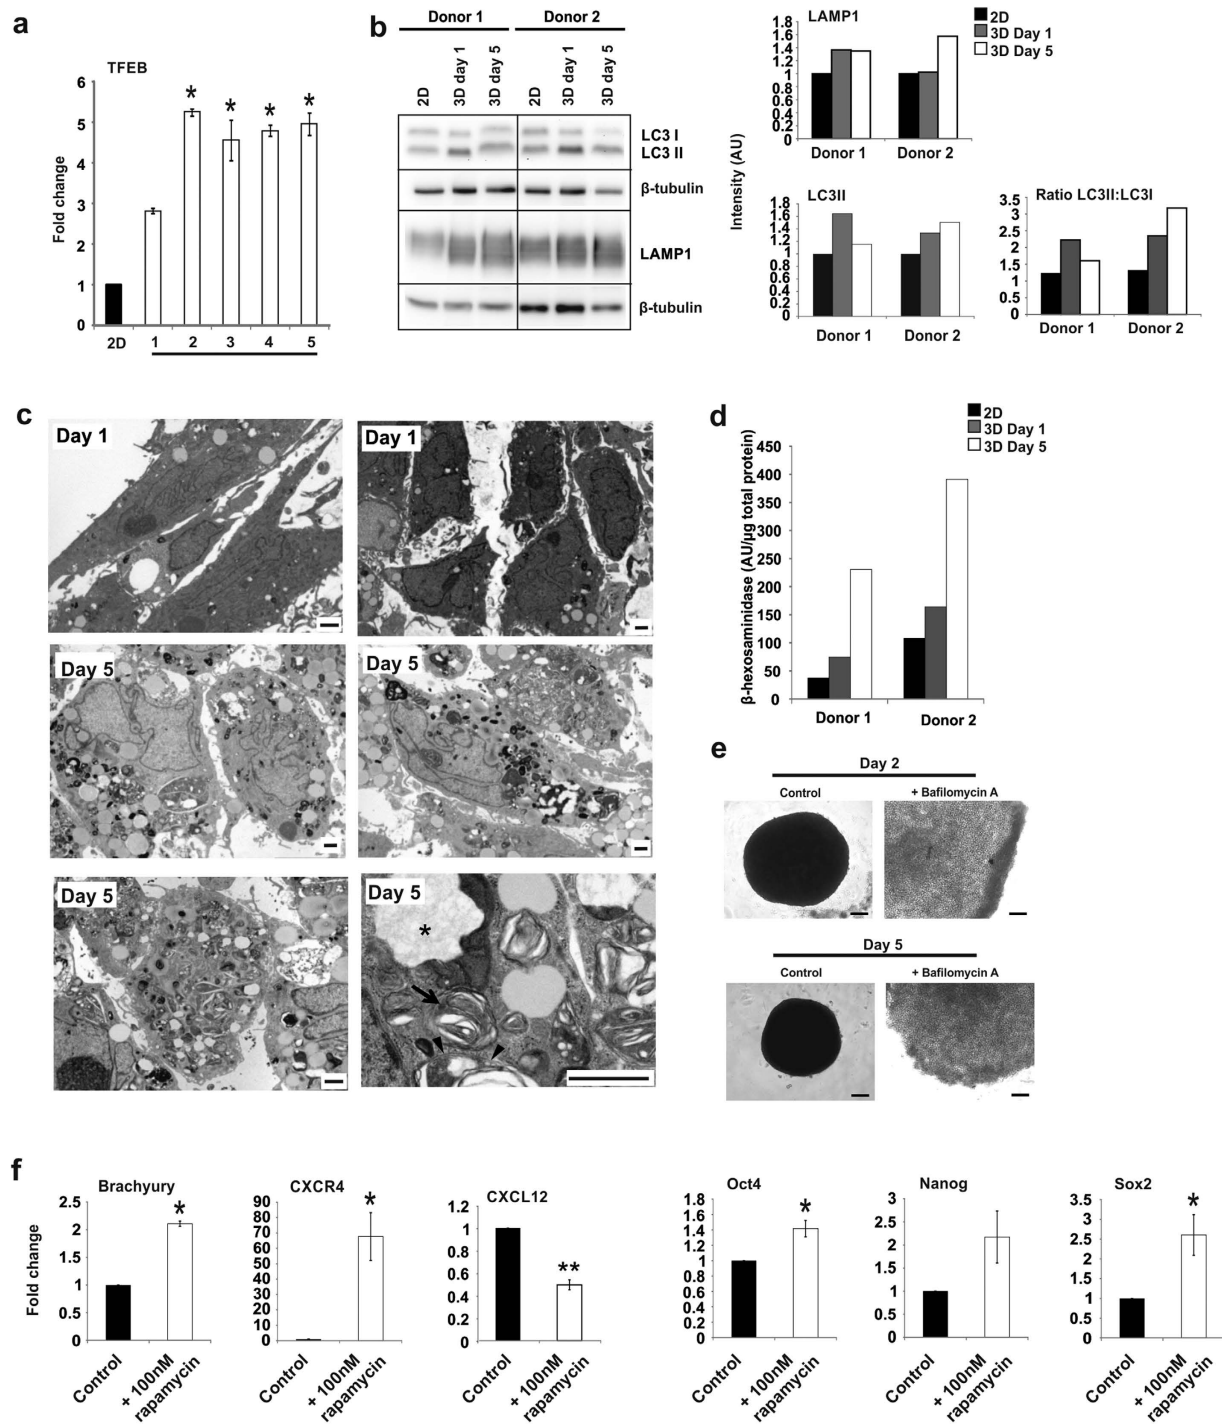 a
TFEB
Fold change
6
5
4
3
2
1
0
*
*
*
*
2D
1
2
3
4
5
b
Donor 1
Donor 2
2D
3D day 1
3D day 5
2D
3D day 1
3D day 5
LC3 I
LC3 II
β-tubulin
LAMP1
β-tubulin
Intensity (AU)
LAMP1
1.8
1.6
1.4
1.2
1
0.8
0.6
0.4
0.2
0
Donor 1
Donor 2
2D
3D Day 1
3D Day 5
LC3II
1.8
1.6
1.4
1.2
1
0.8
0.6
0.4
0.2
0
Donor 1
Donor 2
Ratio LC3II:LC3I
3.5
3
2.5
2
1.5
1
0.5
0
Donor 1
Donor 2
c
Day 1
Day 1
Day 5
Day 5
Day 5
Day 5
*
d
2D
3D Day 1
3D Day 5
β-hexosaminidase (AU/µg total protein)
450
400
350
300
250
200
150
100
50
0
Donor 1
Donor 2
e
Day 2
Control
+ Bafilomycin A
Day 5
Control
+ Bafilomycin A
f
Fold change
Brachyury
2.5
2
1.5
1
0.5
0
*
Control
+ 100nM
rapamycin
CXCR4
90
80
70
60
50
40
30
20
10
0
*
Control
+ 100nM
rapamycin
CXCL12
1.2
1
0.8
0.6
0.4
0.2
0
**
Control
+ 100nM
rapamycin
Oct4
1.8
1.6
1.4
1.2
1
0.8
0.6
0.4
0.2
0
*
Control
+ 100nM
rapamycin
Nanog
3
2.5
2
1.5
1
0.5
0
Control
+ 100nM
rapamycin
Sox2
3.5
3
2.5
2
1.5
1
0.5
0
*
Control
+ 100nM
rapamycin